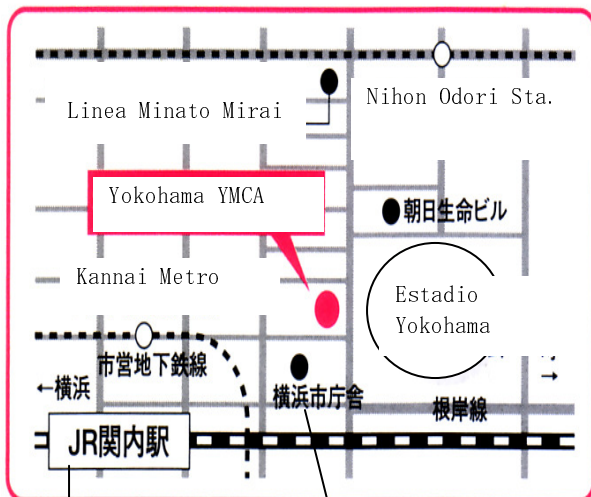 Linea Minato Mirai
Nihon Odori Sta.
Yokohama YMCA
朝日生命ビル
Kannai Metro
Estadio
Yokohama
市営地下鉄線
←横浜
横浜市庁舎
根岸線
→
JR関内駅